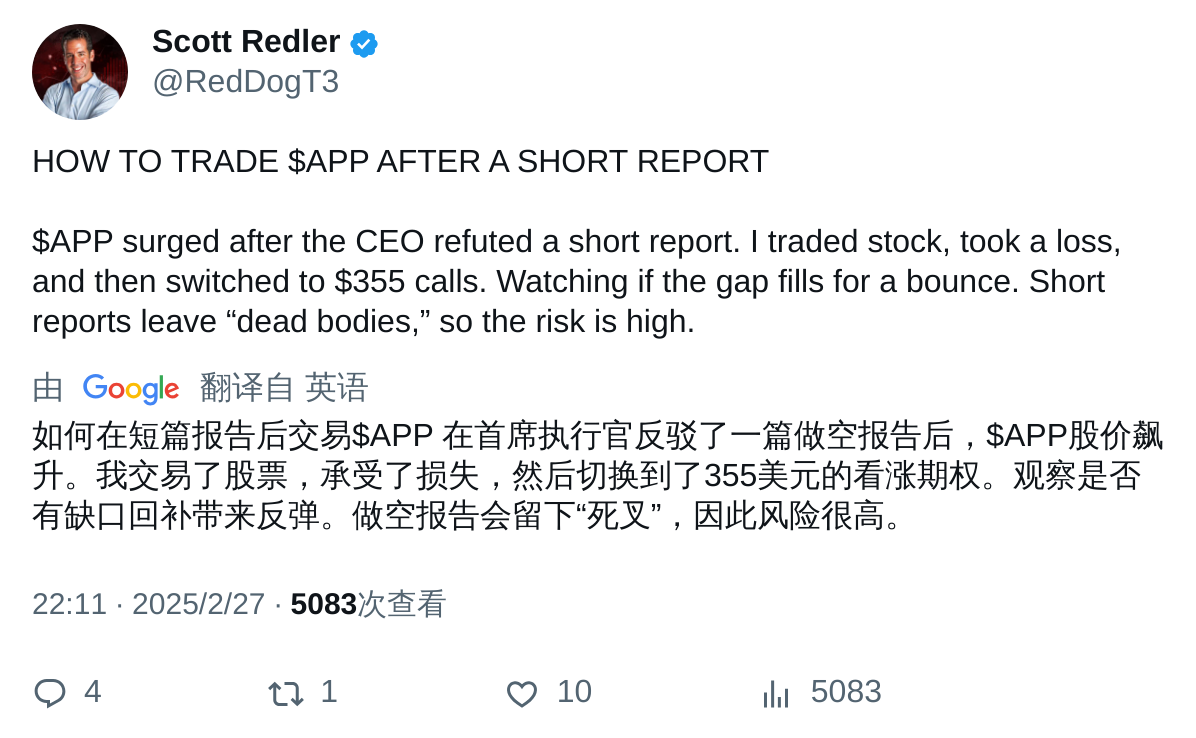 Scott Redler
@RedDogT3
HOW TO TRADE $APP AFTER A SHORT REPORT
$APP surged after the CEO refuted a short report. I traded stock, took a loss,
and then switched to $355 calls. Watching if the gap fills for a bounce. Short
reports leave “dead bodies,” so the risk is high.
由 Google 翻译自 英语
如何在短篇报告后交易$APP 在首席执行官反驳了一篇做空报告后，$APP股价飙
升。我交易了股票，承受了损失，然后切换到了355美元的看涨期权。观察是否
有缺口回补带来反弹。做空报告会留下“死叉”，因此风险很高。
22:11 · 2025/2/27 · 5083次查看
4 1 10 5083